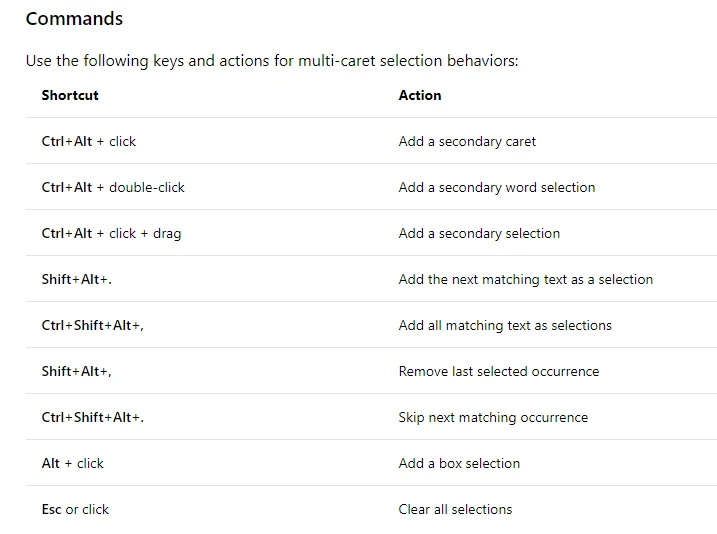 Commands
Use the following keys and actions for multi-caret selection behaviors:
Shortcut Action
Ctrl+Alt + click Add a secondary caret
Ctrl+Alt + double-click Add a secondary word selection
Ctrl+Alt + click + drag Add a secondary selection
Shift+Alt+. Add the next matching text as a selection
Ctrl+Shift+Alt+, Add all matching text as selections
Shift+Alt+, Remove last selected occurrence
Ctrl+Shift+Alt+. Skip next matching occurrence
Alt + click Add a box selection
Esc or click Clear all selections